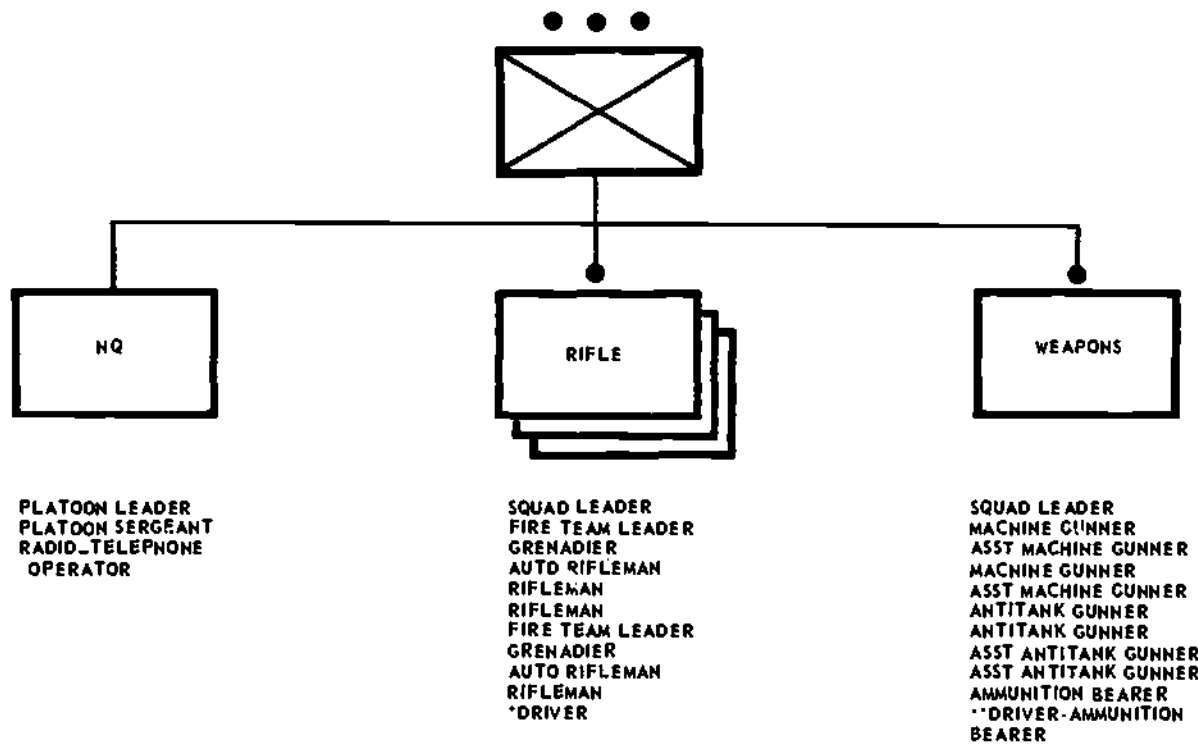 HQ
RIFLE
WEAPONS
PLATOON LEADER
PLATOON SERGEANT
RADIO-TELEPHONE
OPERATOR
SQUAD LEADER
FIRE TEAM LEADER
GRENADIER
AUTO RIFLEMAN
RIFLEMAN
RIFLEMAN
FIRE TEAM LEADER
GRENADIER
AUTO RIFLEMAN
RIFLEMAN
*DRIVER
SQUAD LEADER
MACHINE GUNNER
ASST MACHINE GUNNER
MACHINE GUNNER
ASST MACHINE GUNNER
ANTITANK GUNNER
ANTITANK GUNNER
ASST ANTITANK GUNNER
ASST ANTITANK GUNNER
AMMUNITION BEARER
**DRIVER-AMMUNITION
BEARER